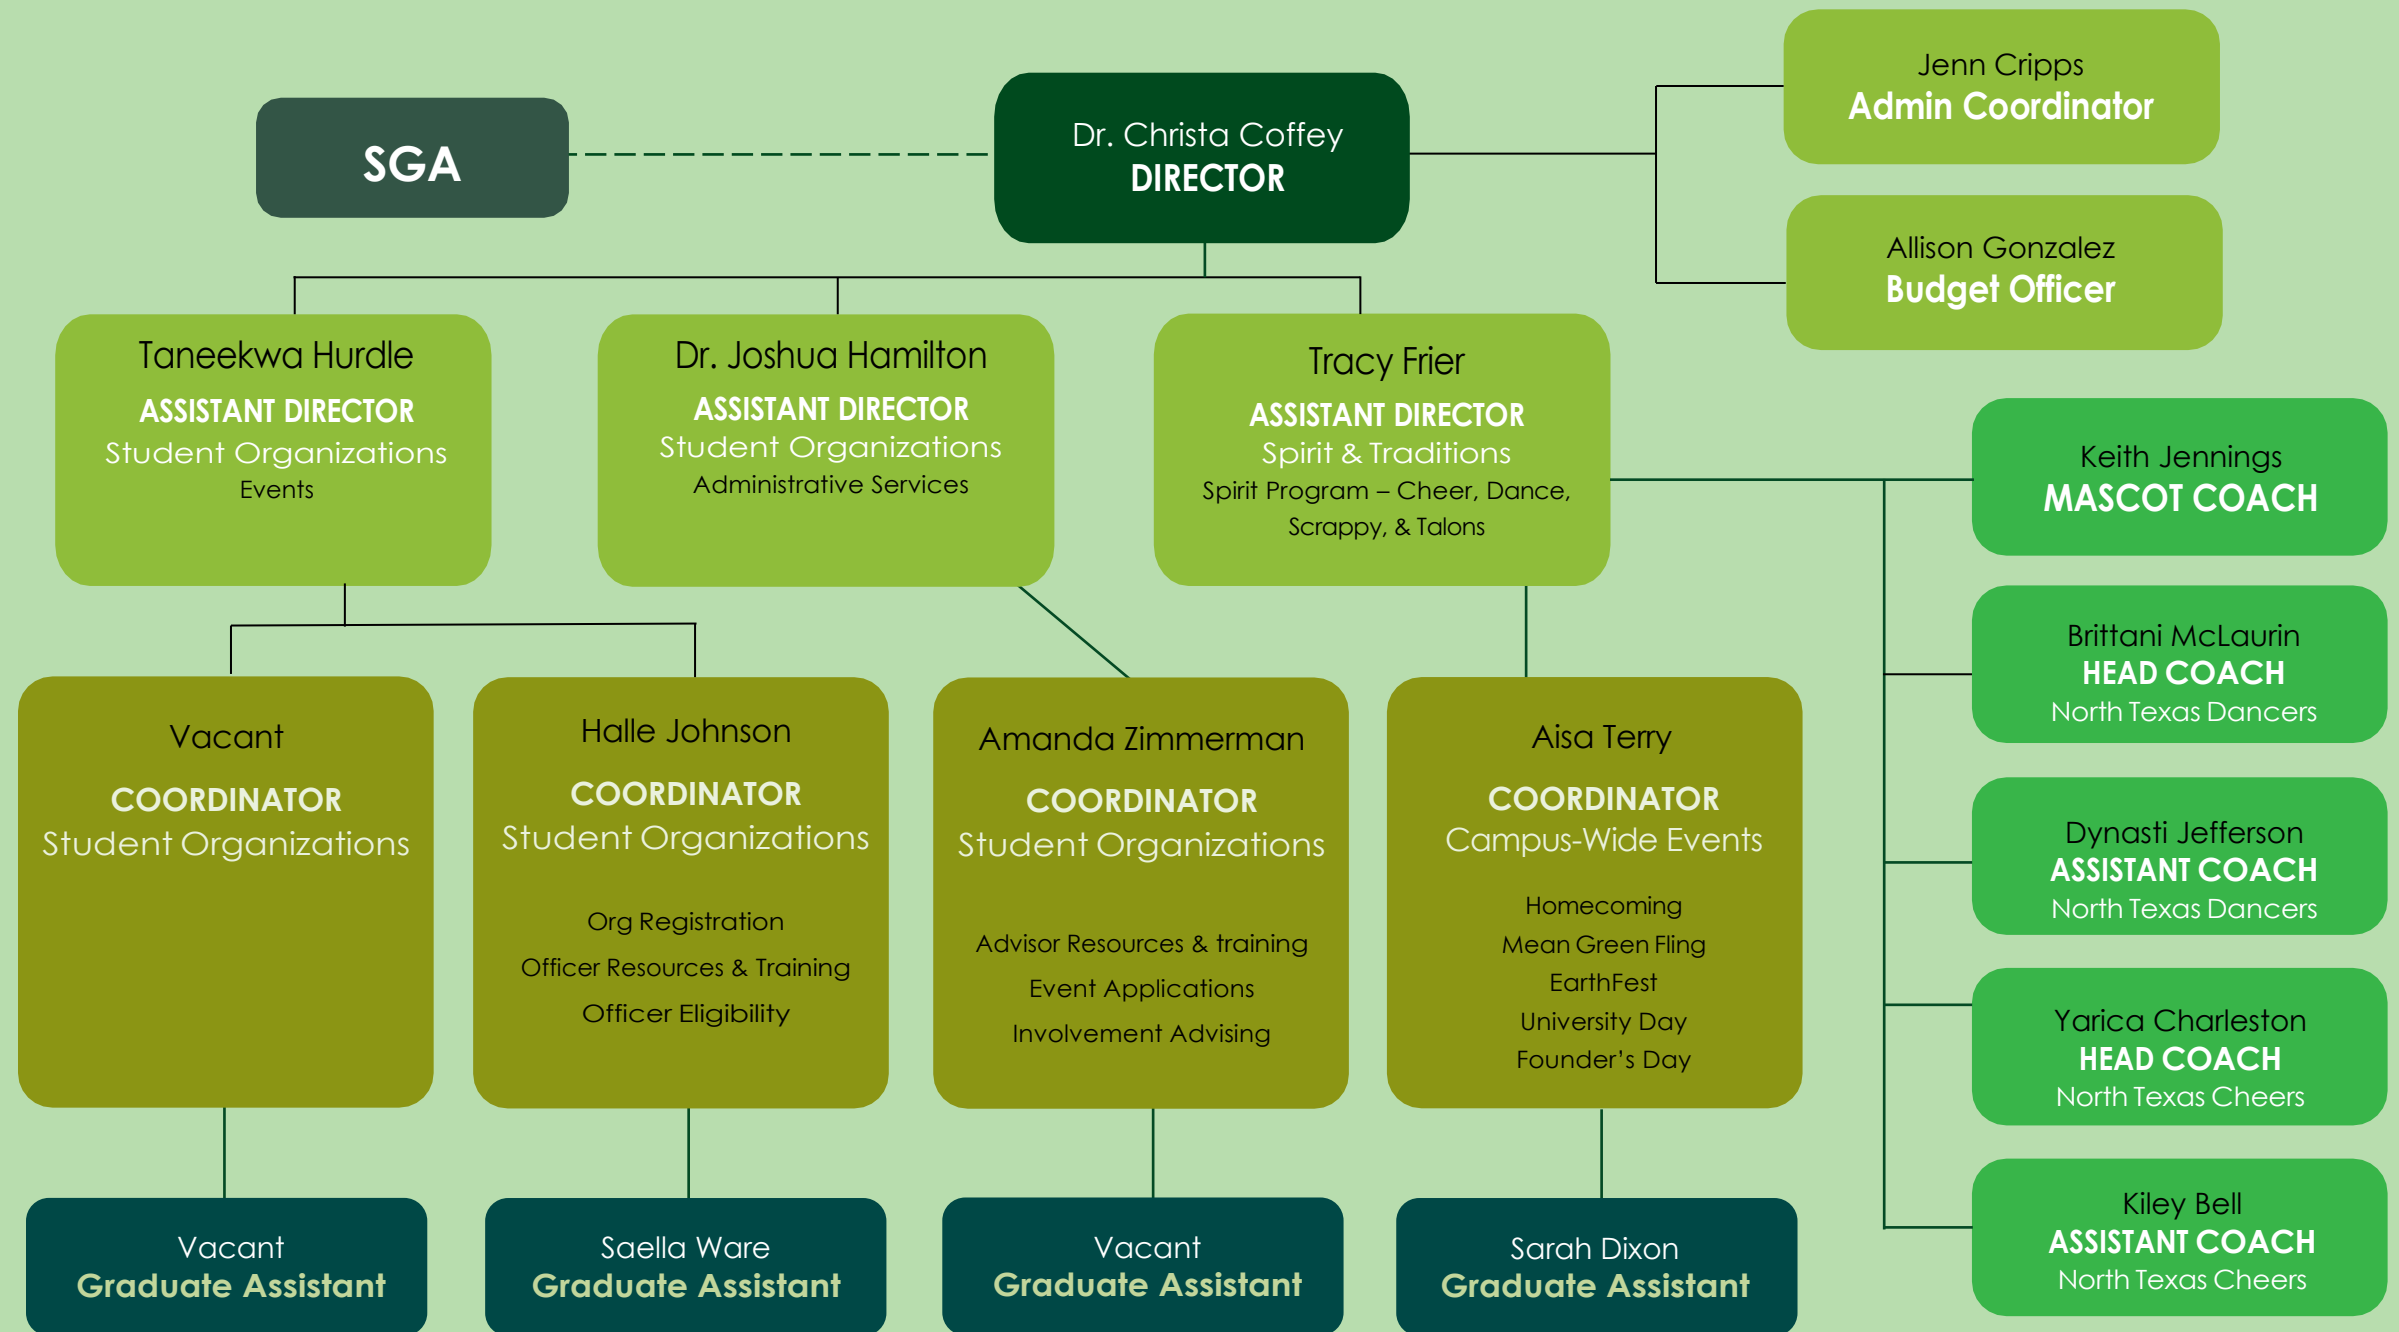 SGA
Dr. Christa Coffey
DIRECTOR
Jenn Cripps
Admin Coordinator
Allison Gonzalez
Budget Officer
Taneekwa Hurdle
ASSISTANT DIRECTOR
Student Organizations
Events
Dr. Joshua Hamilton
ASSISTANT DIRECTOR
Student Organizations
Administrative Services
Tracy Frier
ASSISTANT DIRECTOR
Spirit & Traditions
Spirit Program – Cheer, Dance,
Scrappy, & Talons
Keith Jennings
MASCOT COACH
Brittani McLaurin
HEAD COACH
North Texas Dancers
Dynasti Jefferson
ASSISTANT COACH
North Texas Dancers
Yarica Charleston
HEAD COACH
North Texas Cheers
Kiley Bell
ASSISTANT COACH
North Texas Cheers
Vacant
COORDINATOR
Student Organizations
Halle Johnson
COORDINATOR
Student Organizations
Org Registration
Officer Resources & Training
Officer Eligibility
Amanda Zimmerman
COORDINATOR
Student Organizations
Advisor Resources & training
Event Applications
Involvement Advising
Aisa Terry
COORDINATOR
Campus-Wide Events
Homecoming
Mean Green Fling
EarthFest
University Day
Founder’s Day
Vacant
Graduate Assistant
Saella Ware
Graduate Assistant
Vacant
Graduate Assistant
Sarah Dixon
Graduate Assistant